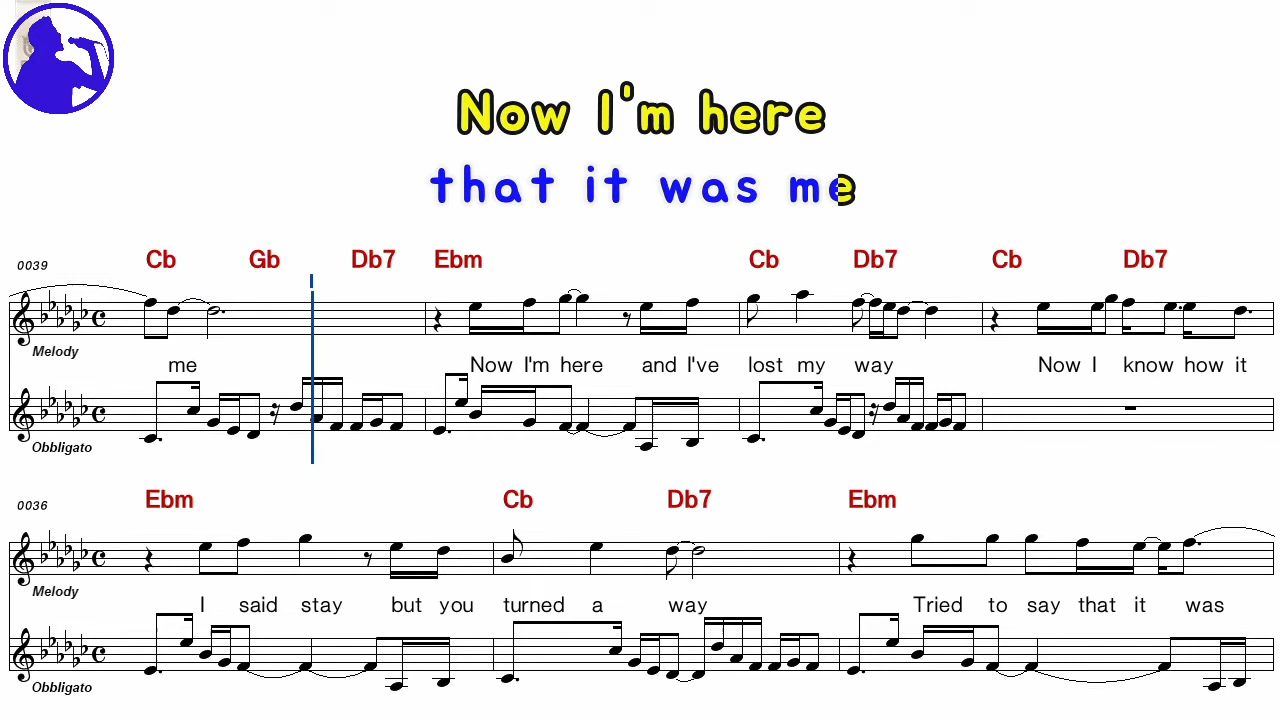 Now I'm here
that it was me
0039 Cb Gb Db7 Ebm Cb Db7 Cb Db7
Melody
me Now I'm here and I've lost my way Now I know how it
Obbligato
0036 Ebm Cb Db7 Ebm
Melody
I said stay but you turned a way Tried to say that it was
Obbligato